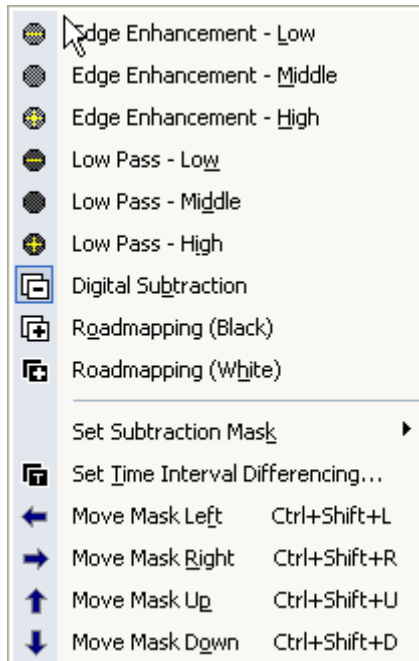 Edge Enhancement - Low
Edge Enhancement - Middle
Edge Enhancement - High
Low Pass - Low
Low Pass - Middle
Low Pass - High
Digital Subtraction
Roadmapping (Black)
Roadmapping (White)
Set Subtraction Mask
Set Time Interval Differencing...
Move Mask Left Ctrl+Shift+L
Move Mask Right Ctrl+Shift+R
Move Mask Up Ctrl+Shift+U
Move Mask Down Ctrl+Shift+D